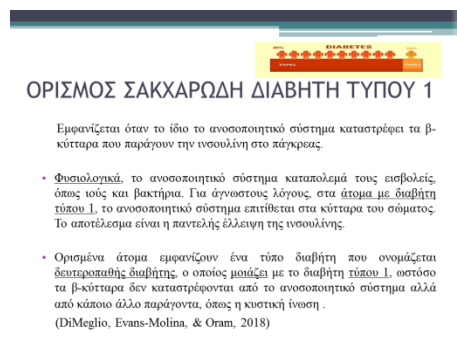 DIABETES
ΟΡΙΣΜΟΣ ΣΑΚΧΑΡΩΔΗ ΔΙΑΒΗΤΗ ΤΥΠΟΥ 1
Εμφανίζεται όταν το ίδιο το ανοσοποιητικό σύστημα καταστρέφει τα β-
κύτταρα που παράγουν την ινσουλίνη στο πάγκρεας.
• Φυσιολογικά, το ανοσοποιητικό σύστημα καταπολεμά τους εισβολείς,
όπως ιούς και βακτήρια. Για άγνωστους λόγους, στα άτομα με διαβήτη
τύπου 1, το ανοσοποιητικό σύστημα επιτίθεται στα κύτταρα του σώματος.
Το αποτέλεσμα είναι η παντελής έλλειψη της ινσουλίνης.
• Ορισμένα άτομα εμφανίζουν ένα τύπο διαβήτη που ονομάζεται
δευτεροπαθής διαβήτης, ο οποίος μοιάζει με το διαβήτη τύπου 1, ωστόσο
τα β-κύτταρα δεν καταστρέφονται από το ανοσοποιητικό σύστημα αλλά
από κάποιο άλλο παράγοντα, όπως η κυστική ίνωση .
(DiMeglio, Evans-Molina, & Oram, 2018)